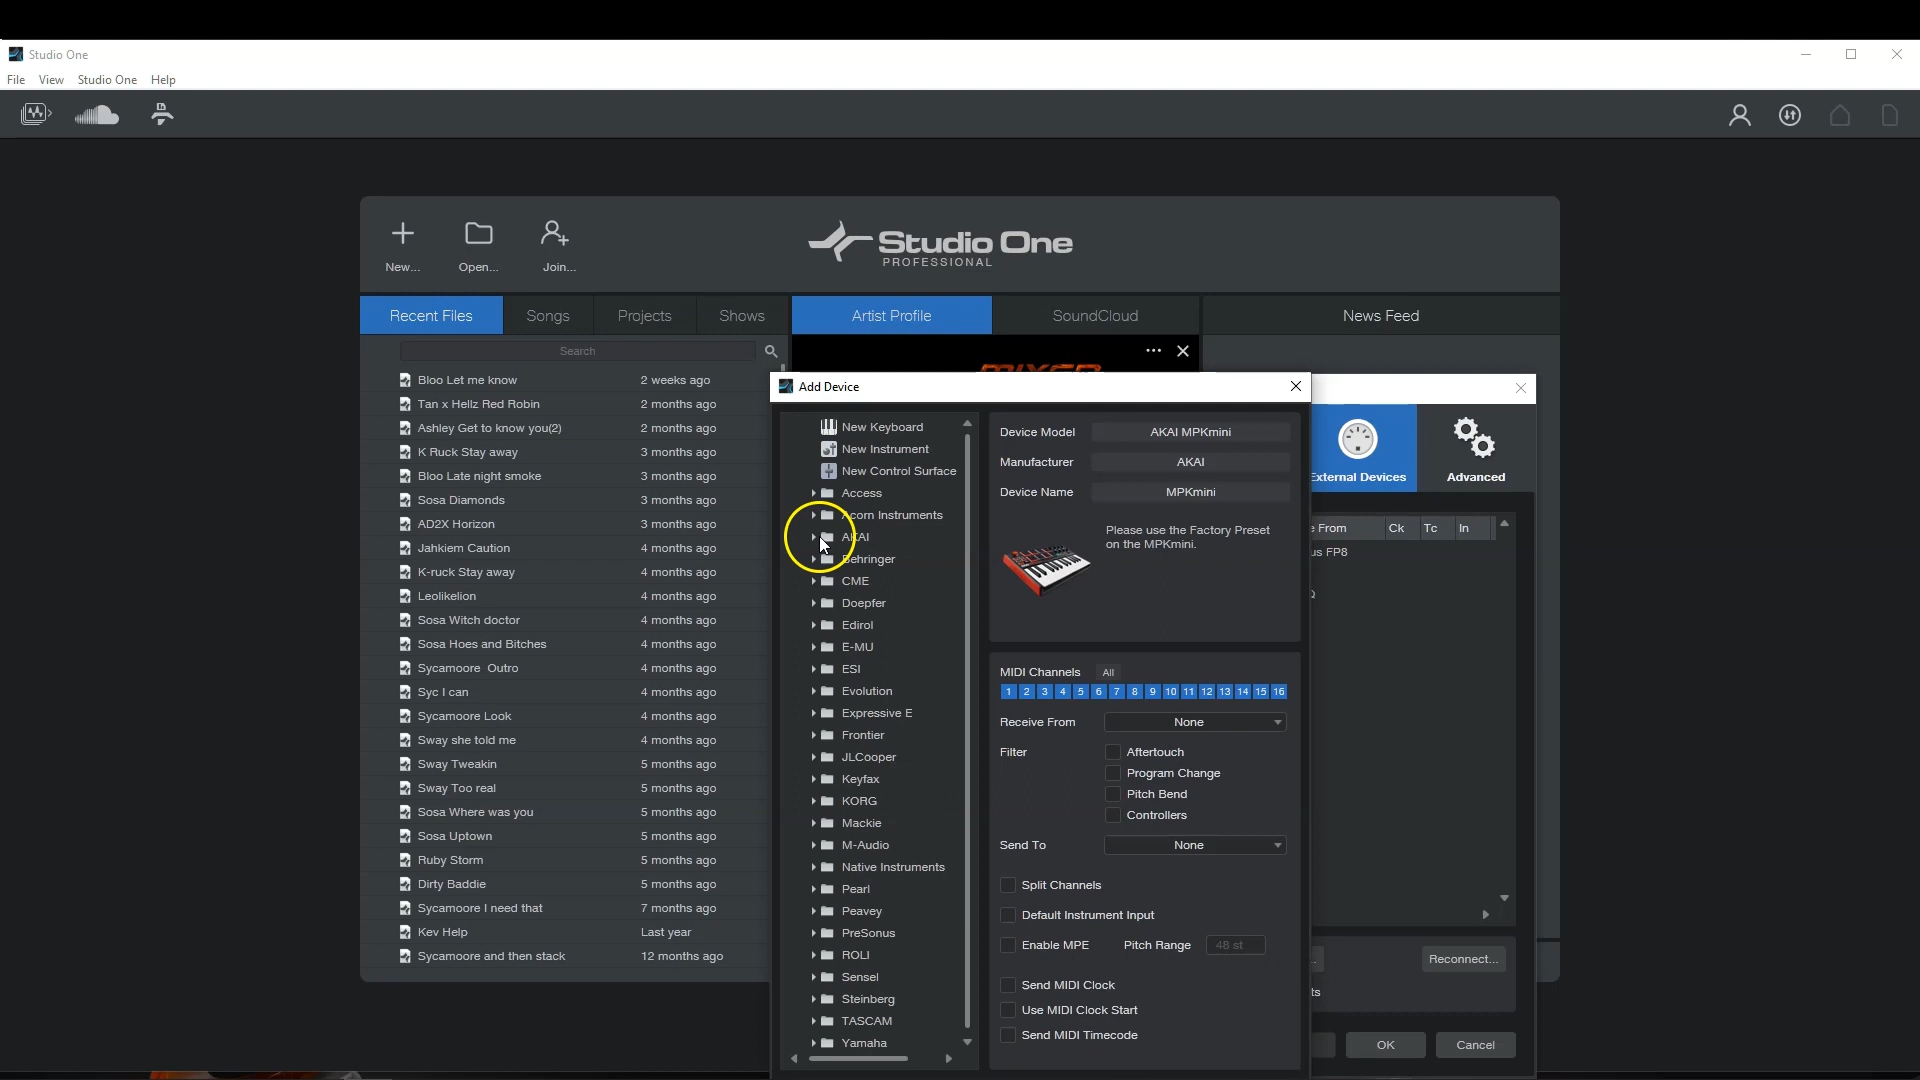 Studio One
File View Studio One Help
New... Open... Join...
Studio One
PROFESSIONAL
Recent Files Songs Projects Shows Artist Profile SoundCloud News Feed
Search
Bloo Let me know 2 weeks ago
Tan x Hellz Red Robin 2 months ago
Ashley Get to know you(2) 2 months ago
K Ruck Stay away 3 months ago
Bloo Late night smoke 3 months ago
Sosa Diamonds 3 months ago
AD2X Horizon 3 months ago
Jahkiem Caution 4 months ago
K-ruck Stay away 4 months ago
Leolikelion 4 months ago
Sosa Witch doctor 4 months ago
Sosa Hoes and Bitches 4 months ago
Sycamoore Outro 4 months ago
Syc I can 4 months ago
Sycamoore Look 4 months ago
Sway she told me 4 months ago
Sway Tweakin 5 months ago
Sway Too real 5 months ago
Sosa Where was you 5 months ago
Sosa Uptown 5 months ago
Ruby Storm 5 months ago
Dirty Baddie 5 months ago
Sycamoore I need that 7 months ago
Kev Help Last year
Sycamoore and then stack 12 months ago
Add Device
New Keyboard
New Instrument
New Control Surface
Access
Acorn Instruments
AKAI
Behringer
CME
Doepfer
Edirol
E-MU
ESI
Evolution
Expressive E
Frontier
JLCooper
Keyfax
KORG
Mackie
M-Audio
Native Instruments
Pearl
Peavey
PreSonus
ROLI
Sensel
Steinberg
TASCAM
Yamaha
Device Model AKAI MPKmini
Manufacturer AKAI
Device Name MPKmini
Please use the Factory Preset
on the MPKmini.
MIDI Channels All
1 2 3 4 5 6 7 8 9 10 11 12 13 14 15 16
Receive From None
Filter Aftertouch
Program Change
Pitch Bend
Controllers
Send To None
Split Channels
Default Instrument Input
Enable MPE Pitch Range 48 st
Send MIDI Clock
Use MIDI Clock Start
Send MIDI Timecode
External Devices Advanced
From Ck Tc In
us FP8
Reconnect...
ts
OK Cancel